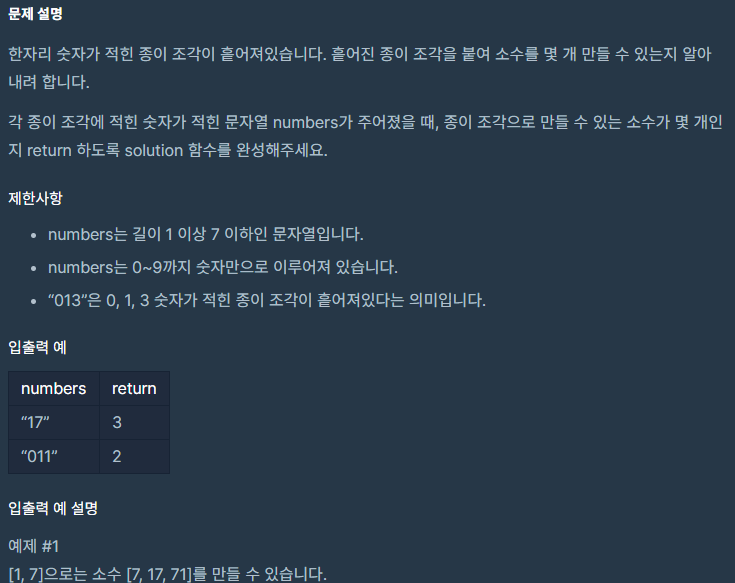 문제 설명
한자리 숫자가 적힌 종이 조각이 흩어져있습니다. 흩어진 종이 조각을 붙여 소수를 몇 개 만들 수 있는지 알아
내려 합니다.
각 종이 조각에 적힌 숫자가 적힌 문자열 numbers가 주어졌을 때, 종이 조각으로 만들 수 있는 소수가 몇 개인
지 return 하도록 solution 함수를 완성해주세요.
제한사항
• numbers는 길이 1 이상 7 이하인 문자열입니다.
• numbers는 0~9까지 숫자만으로 이루어져 있습니다.
• “013”은 0, 1, 3 숫자가 적힌 종이 조각이 흩어져있다는 의미입니다.
입출력 예
numbers return
“17” 3
“011” 2
입출력 예 설명
예제 #1
[1, 7]으로는 소수 [7, 17, 71]를 만들 수 있습니다.